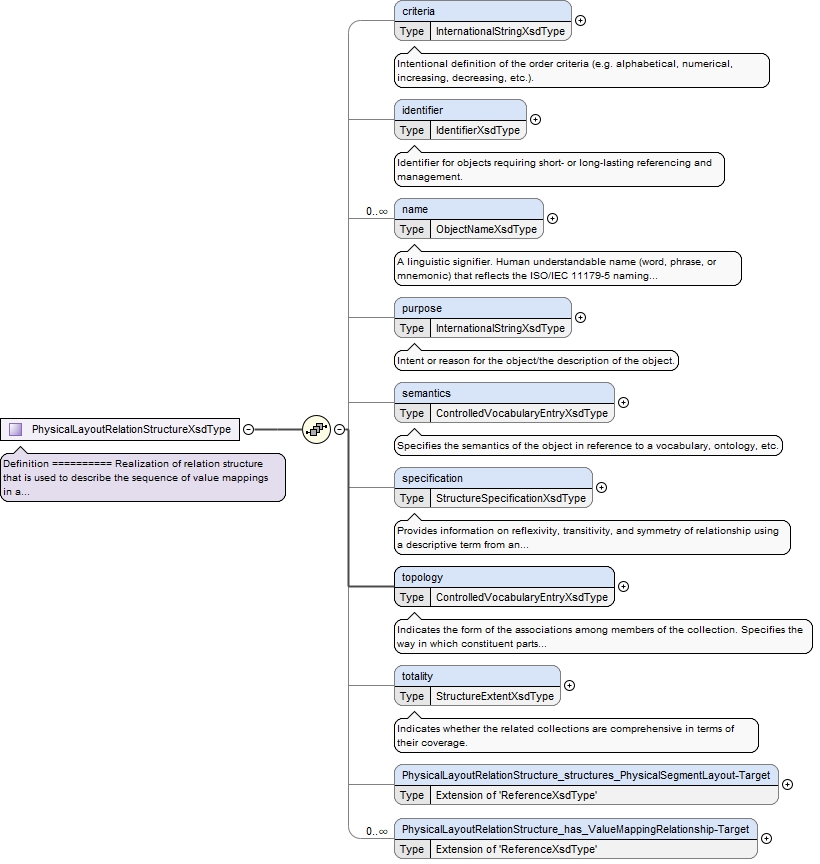 criteria
Type InternationalStringXsdType
Intentional definition of the order criteria (e.g. alphabetical, numerical,
increasing, decreasing, etc.).
identifier
Type IdentifierXsdType
Identifier for objects requiring short- or long-lasting referencing and
management.
0..∞
name
Type ObjectNameXsdType
A linguistic signifier. Human understandable name (word, phrase, or
mnemonic) that reflects the ISO/IEC 11179-5 naming...
purpose
Type InternationalStringXsdType
Intent or reason for the object/the description of the object.
semantics
Type ControlledVocabularyEntryXsdType
Specifies the semantics of the object in reference to a vocabulary, ontology, etc.
PhysicalLayoutRelationStructureXsdType
Definition ========== Realization of relation structure
that is used to describe the sequence of value mappings
in a...
specification
Type StructureSpecificationXsdType
Provides information on reflexivity, transitivity, and symmetry of relationship using
a descriptive term from an...
topology
Type ControlledVocabularyEntryXsdType
Indicates the form of the associations among members of the collection. Specifies the
way in which constituent parts...
totality
Type StructureExtentXsdType
Indicates whether the related collections are comprehensive in terms of
their coverage.
PhysicalLayoutRelationStructure_structures_PhysicalSegmentLayout-Target
Type Extension of 'ReferenceXsdType'
0..∞
PhysicalLayoutRelationStructure_has_ValueMappingRelationship-Target
Type Extension of 'ReferenceXsdType'